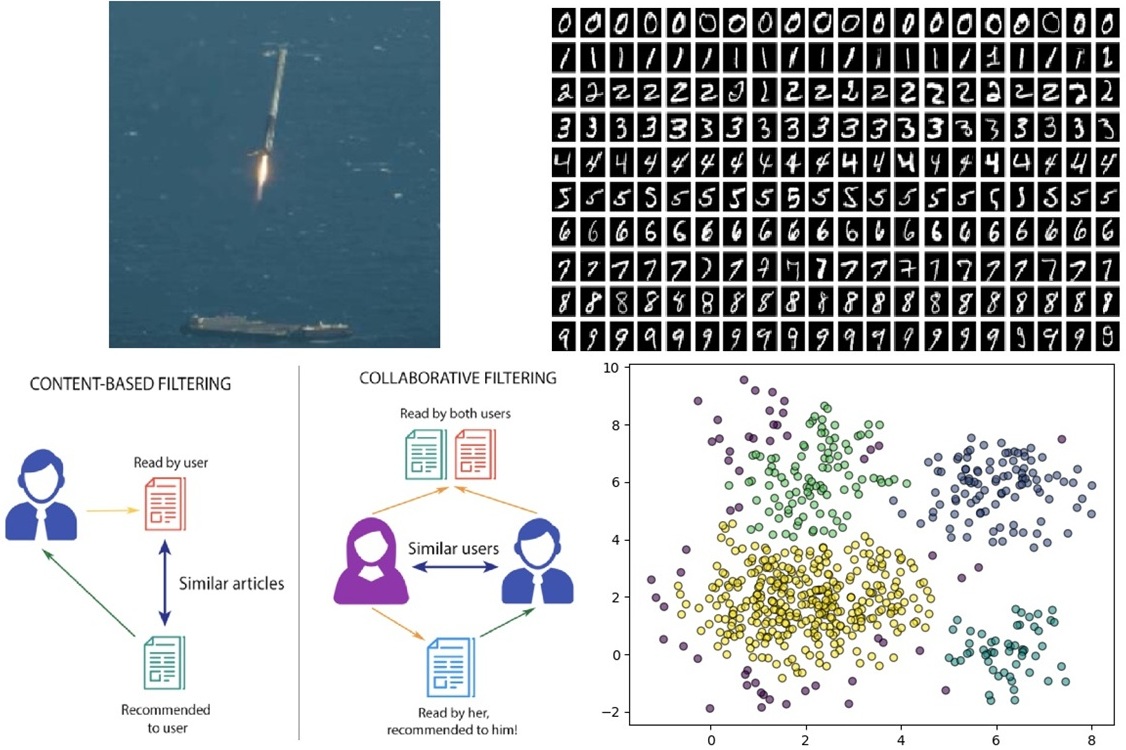 0 0 0 0 0 0 0 0 0 0 0 0 0 0 0 0 0 0 0 0
1 1 1 1 1 1 1 1 1 1 1 1 1 1 1 1 1 1 1 1
2 2 2 2 2 2 2 2 2 2 2 2 2 2 2 2 2 2 2 2
3 3 3 3 3 3 3 3 3 3 3 3 3 3 3 3 3 3 3 3
4 4 4 4 4 4 4 4 4 4 4 4 4 4 4 4 4 4 4 4
5 5 5 5 5 5 5 5 5 5 5 5 5 5 5 5 5 5 5 5
6 6 6 6 6 6 6 6 6 6 6 6 6 6 6 6 6 6 6 6
7 7 7 7 7 7 7 7 7 7 7 7 7 7 7 7 7 7 7 7
8 8 8 8 8 8 8 8 8 8 8 8 8 8 8 8 8 8 8 8
9 9 9 9 9 9 9 9 9 9 9 9 9 9 9 9 9 9 9 9
CONTENT-BASED FILTERING
Read by user
Similar articles
Recommended
to user
COLLABORATIVE FILTERING
Read by both users
Similar users
Read by her,
recommended to him!
10
8
6
4
2
0
−2
0 2 4 6 8